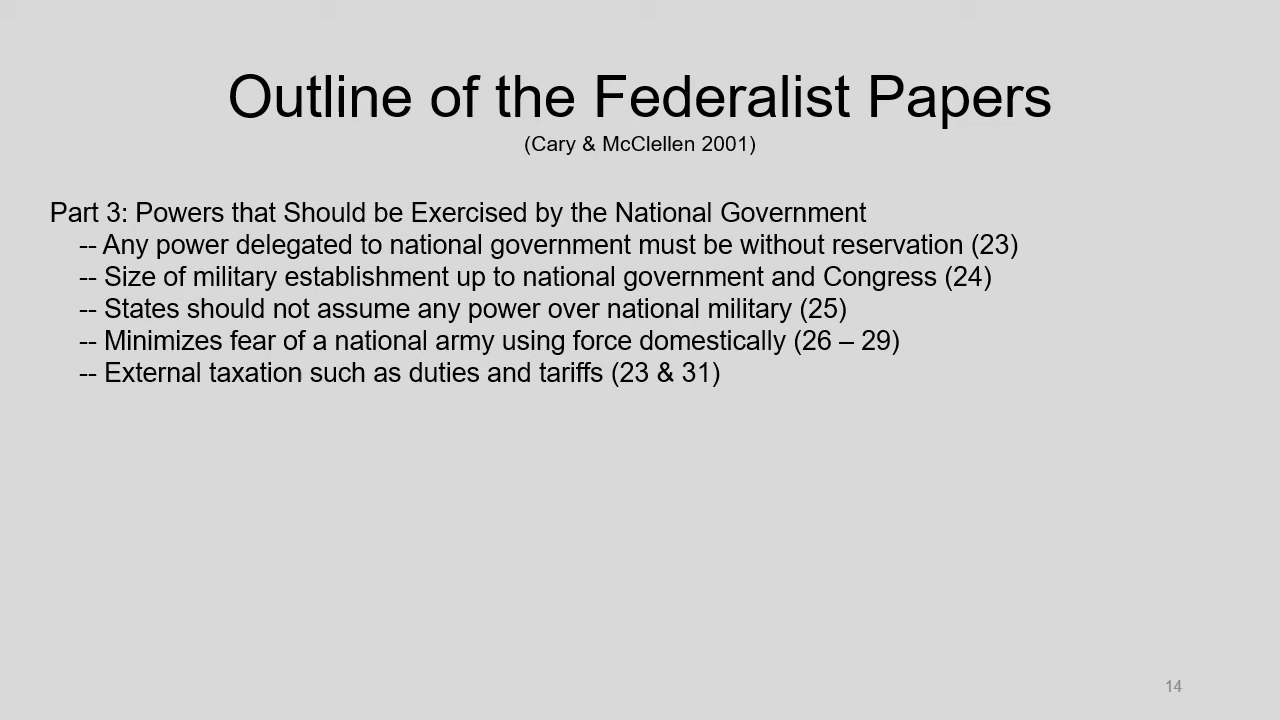 Outline of the Federalist Papers
(Cary & McClellen 2001)
Part 3: Powers that Should be Exercised by the National Government
-- Any power delegated to national government must be without reservation (23)
-- Size of military establishment up to national government and Congress (24)
-- States should not assume any power over national military (25)
-- Minimizes fear of a national army using force domestically (26 – 29)
-- External taxation such as duties and tariffs (23 & 31)
14